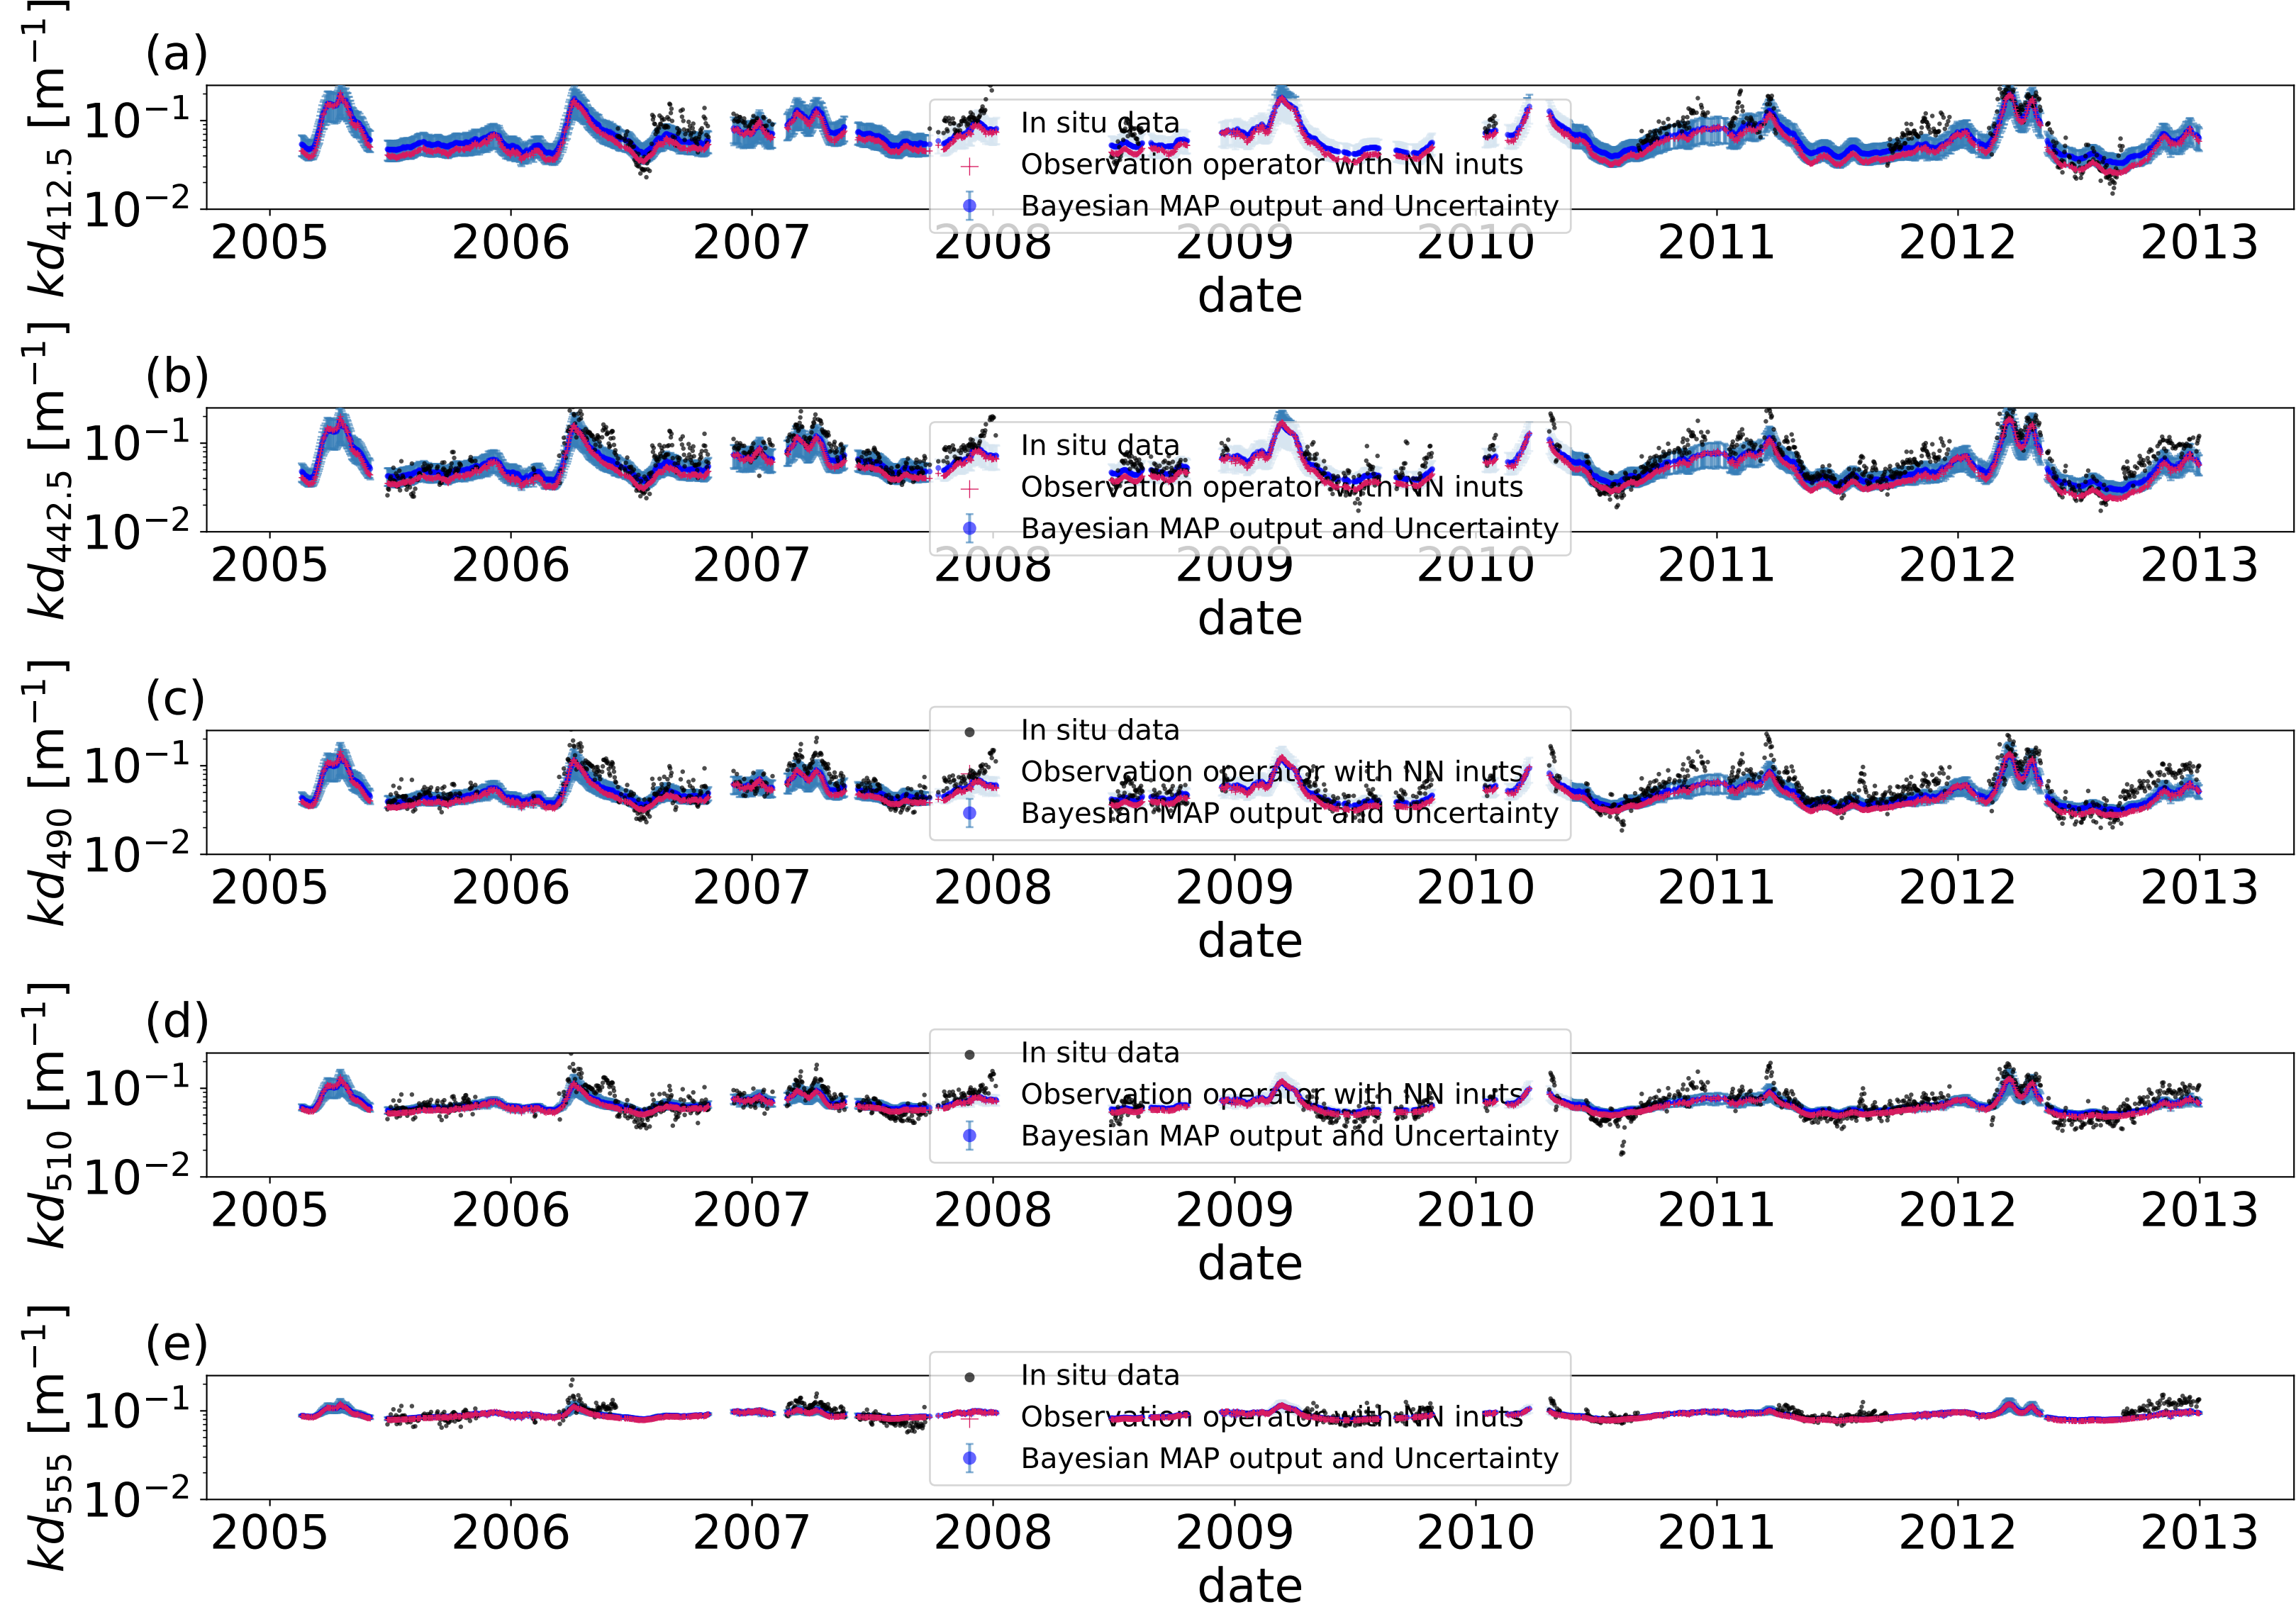 (a)
kd412.5 [m−1]
10−1
10−2
In situ data
Observation operator with NN inuts
Bayesian MAP output and Uncertainty
2005 2006 2007 2008 2009 2010 2011 2012 2013
date
(b)
kd442.5 [m−1]
10−1
10−2
In situ data
Observation operator with NN inuts
Bayesian MAP output and Uncertainty
2005 2006 2007 2008 2009 2010 2011 2012 2013
date
(c)
kd490 [m−1]
10−1
10−2
In situ data
Observation operator with NN inuts
Bayesian MAP output and Uncertainty
2005 2006 2007 2008 2009 2010 2011 2012 2013
date
(d)
kd510 [m−1]
10−1
10−2
In situ data
Observation operator with NN inuts
Bayesian MAP output and Uncertainty
2005 2006 2007 2008 2009 2010 2011 2012 2013
date
(e)
kd555 [m−1]
10−1
10−2
In situ data
Observation operator with NN inuts
Bayesian MAP output and Uncertainty
2005 2006 2007 2008 2009 2010 2011 2012 2013
date